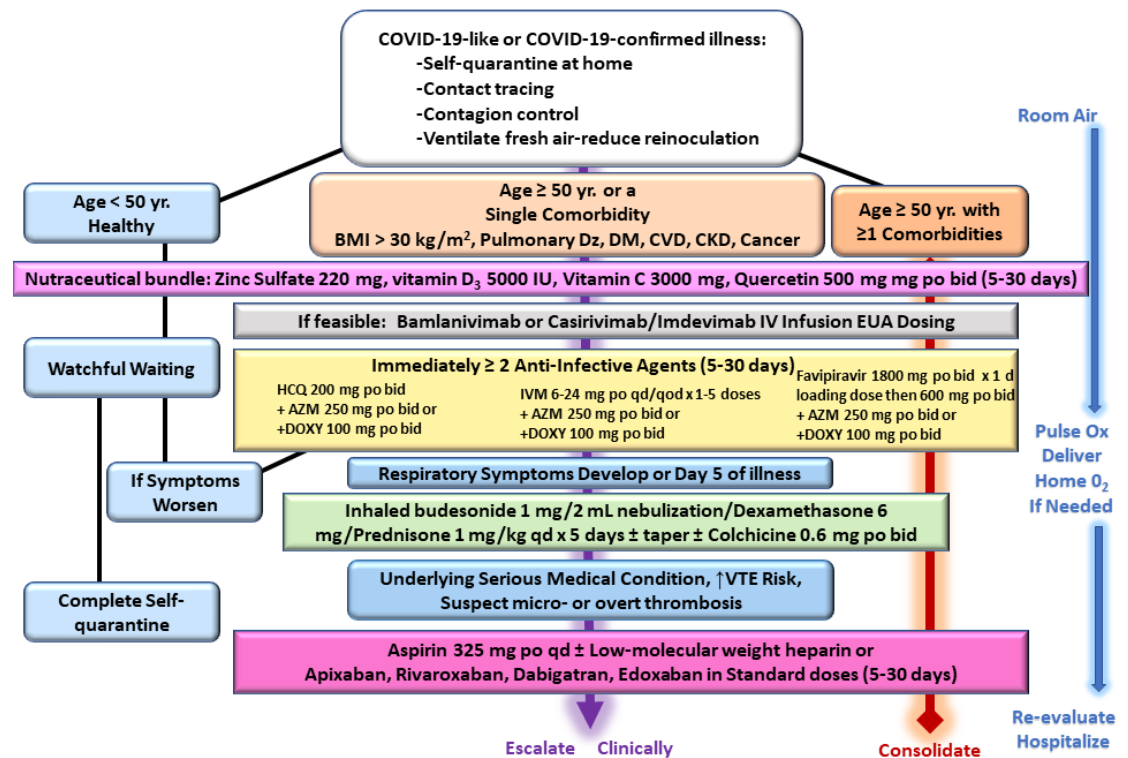 COVID-19-like or COVID-19-confirmed illness:
-Self-quarantine at home
-Contact tracing
-Contagion control
-Ventilate fresh air-reduce reinoculation
Room Air
Age < 50 yr.
Healthy
Age ≥ 50 yr. or a
Single Comorbidity
BMI > 30 kg/m², Pulmonary Dz, DM, CVD, CKD, Cancer
Age ≥ 50 yr. with
≥1 Comorbidities
Nutraceutical bundle: Zinc Sulfate 220 mg, vitamin D₃ 5000 IU, Vitamin C 3000 mg, Quercetin 500 mg mg po bid (5-30 days)
If feasible: Bamlanivimab or Casirivimab/Imdevimab IV Infusion EUA Dosing
Watchful Waiting
Immediately ≥ 2 Anti-Infective Agents (5-30 days)
HCQ 200 mg po bid
+ AZM 250 mg po bid or
+DOXY 100 mg po bid
IVM 6-24 mg po qd/qod x 1-5 doses
+ AZM 250 mg po bid or
+DOXY 100 mg po bid
Favipiravir 1800 mg po bid x 1 d
loading dose then 600 mg po bid
+ AZM 250 mg po bid or
+DOXY 100 mg po bid
Pulse Ox
Deliver
Home 0₂
If Needed
If Symptoms
Worsen
Respiratory Symptoms Develop or Day 5 of illness
Inhaled budesonide 1 mg/2 mL nebulization/Dexamethasone 6
mg/Prednisone 1 mg/kg qd x 5 days ± taper ± Colchicine 0.6 mg po bid
Underlying Serious Medical Condition, ↑VTE Risk,
Suspect micro- or overt thrombosis
Complete Self-
quarantine
Aspirin 325 mg po qd ± Low-molecular weight heparin or
Apixaban, Rivaroxaban, Dabigatran, Edoxaban in Standard doses (5-30 days)
Escalate Clinically
Consolidate
Re-evaluate
Hospitalize